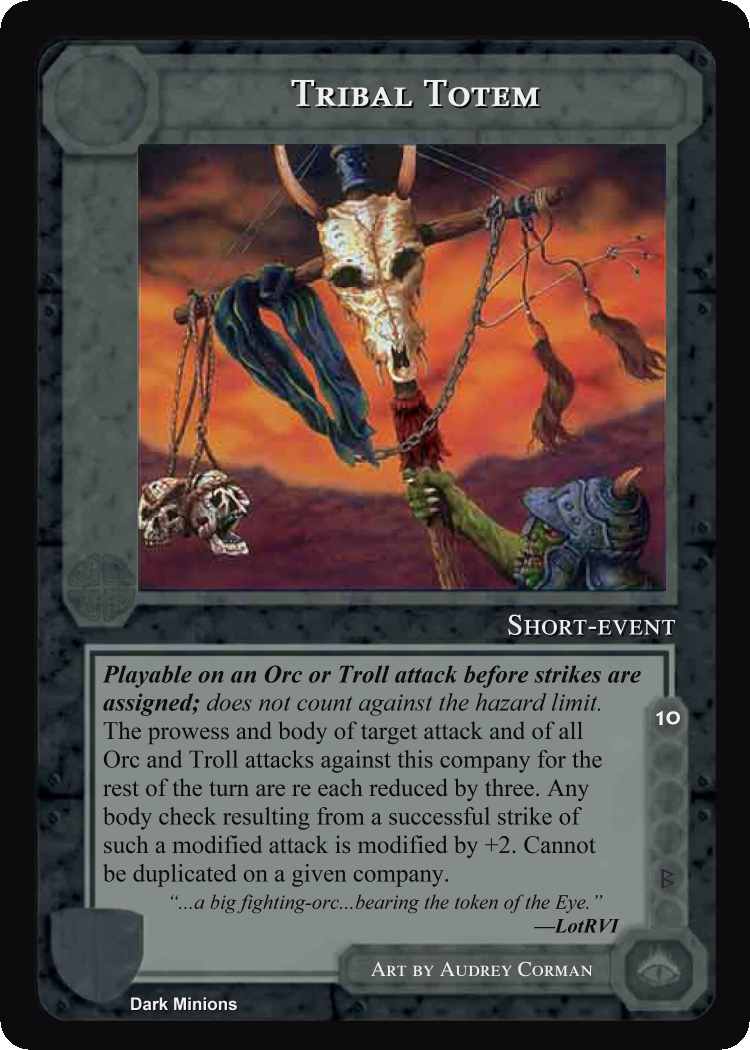 TRIBAL TOTEM
SHORT-EVENT
Playable on an Orc or Troll attack before strikes are
assigned; does not count against the hazard limit.
The prowess and body of target attack and of all
Orc and Troll attacks against this company for the
rest of the turn are re each reduced by three. Any
body check resulting from a successful strike of
such a modified attack is modified by +2. Cannot
be duplicated on a given company.
"...a big fighting-orc...bearing the token of the Eye."
—LotRVI
10
ᛒ
ART BY AUDREY CORMAN
Dark Minions